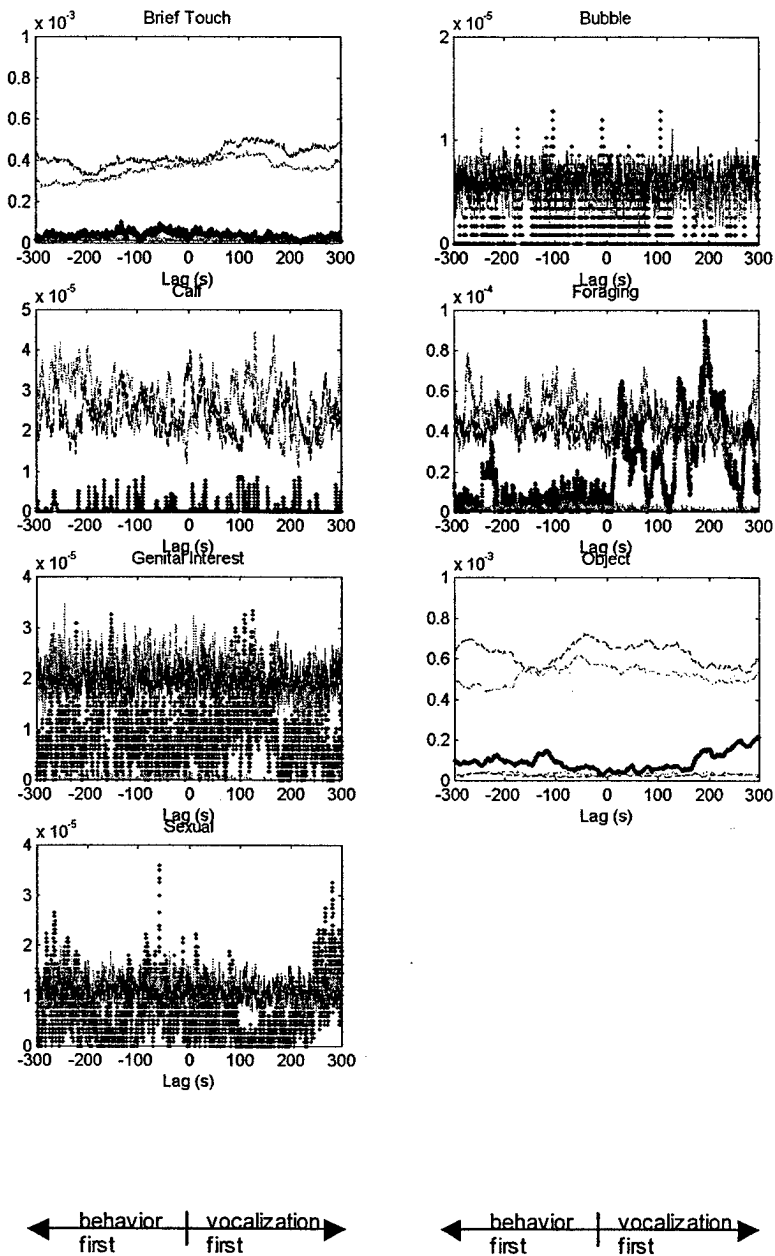 Brief Touch
x 10-3
1
0.8
0.6
0.4
0.2
0
-300 -200 -100 0 100 200 300
Lag (s)
Bubble
x 10-5
2
1
0
-300 -200 -100 0 100 200 300
Lag (s)
Calf
x 10-5
5
4
3
2
1
0
-300 -200 -100 0 100 200 300
Lag (s)
Foraging
x 10-4
1
0.8
0.6
0.4
0.2
0
-300 -200 -100 0 100 200 300
Lag (s)
Genital Interest
x 10-5
4
3
2
1
0
-300 -200 -100 0 100 200 300
Lag (s)
Object
x 10-3
1
0.8
0.6
0.4
0.2
0
-300 -200 -100 0 100 200 300
Lag (s)
Sexual
x 10-5
4
3
2
1
0
-300 -200 -100 0 100 200 300
Lag (s)
behavior first
vocalization first
behavior first
vocalization first